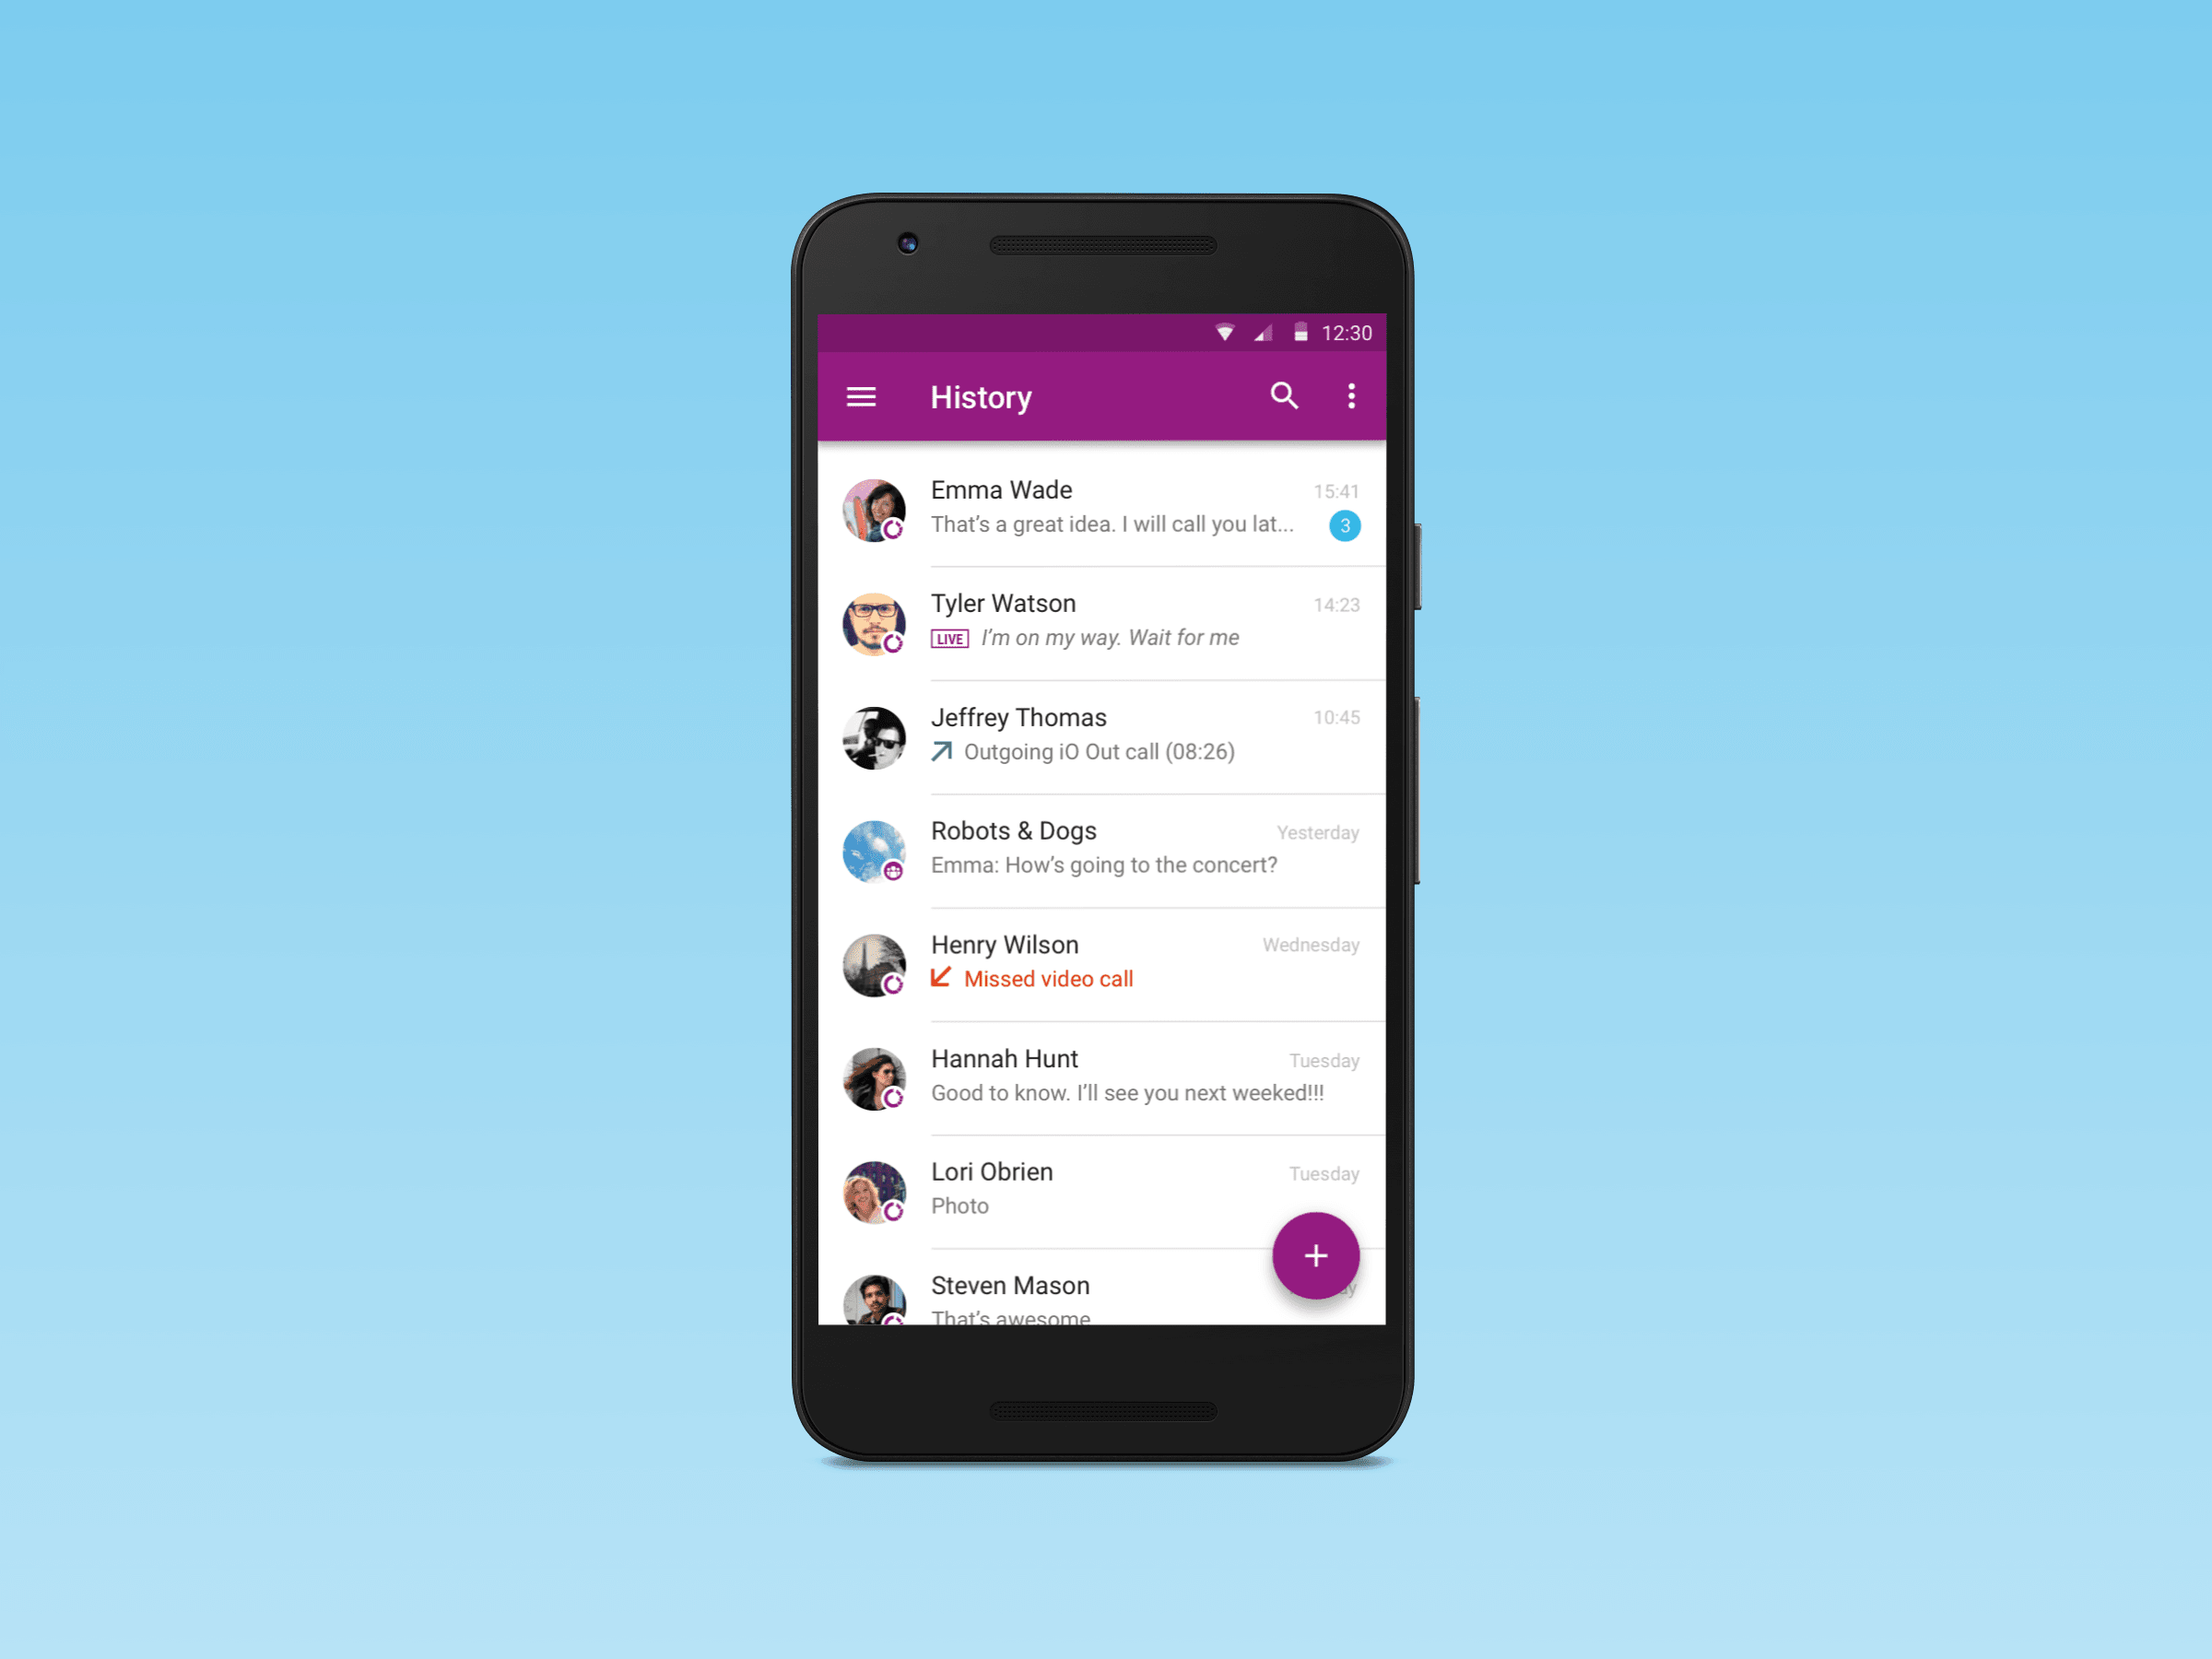 12:30
History
Emma Wade 15:41
That’s a great idea. I will call you lat... 3
Tyler Watson 14:23
LIVE I’m on my way. Wait for me
Jeffrey Thomas 10:45
Outgoing iO Out call (08:26)
Robots & Dogs Yesterday
Emma: How’s going to the concert?
Henry Wilson Wednesday
Missed video call
Hannah Hunt Tuesday
Good to know. I’ll see you next weeked!!!
Lori Obrien Tuesday
Photo
Steven Mason
That’s awesome